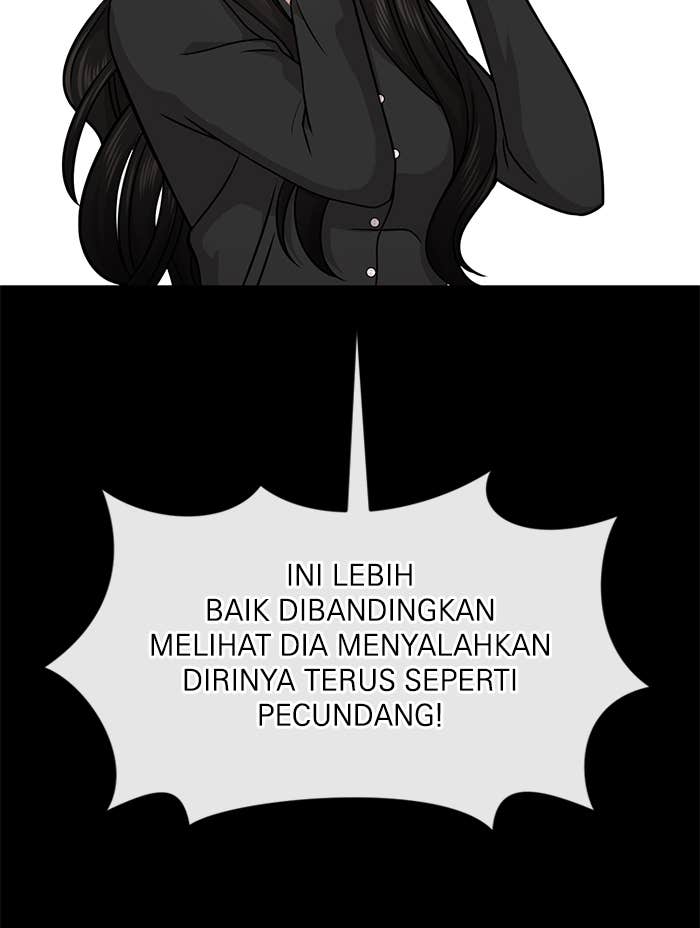 INI LEBIH
BAIK DIBANDINGKAN
MELIHAT DIA MENYALAHKAN
DIRINYA TERUS SEPERTI
PECUNDANG!